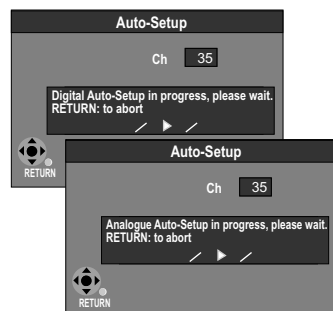 Auto-Setup
Ch 35
Digital Auto-Setup in progress, please wait.
RETURN: to abort
RETURN
Auto-Setup
Ch 35
Analogue Auto-Setup in progress, please wait.
RETURN: to abort
RETURN